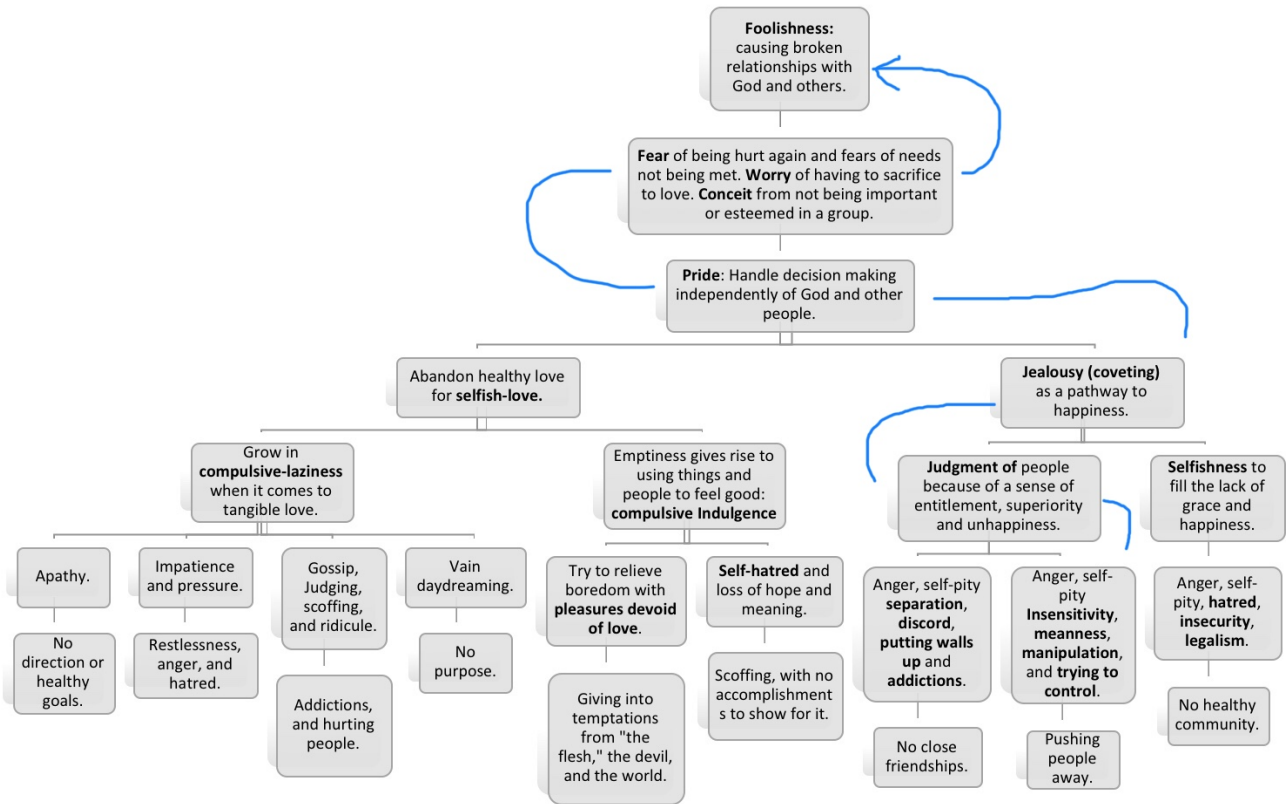 Foolishness:
causing broken
relationships with
God and others.
Fear of being hurt again and fears of needs
not being met. Worry of having to sacrifice
to love. Conceit from not being important
or esteemed in a group.
Pride: Handle decision making
independently of God and other
people.
Abandon healthy love
for selfish-love.
Jealousy (coveting)
as a pathway to
happiness.
Grow in
compulsive-laziness
when it comes to
tangible love.
Emptiness gives rise to
using things and
people to feel good:
compulsive Indulgence
Judgment of people
because of a sense of
entitlement, superiority
and unhappiness.
Selfishness to
fill the lack of
grace and
happiness.
Apathy.
Impatience
and pressure.
Gossip,
Judging,
scoffing,
and ridicule.
Vain
daydreaming.
Try to relieve
boredom with
pleasures devoid
of love.
Self-hatred and
loss of hope and
meaning.
Anger, self-pity
separation,
discord,
putting walls
up and
addictions.
Anger, self-
pity
Insensitivity,
meanness,
manipulation,
and trying to
control.
Anger, self-
pity, hatred,
insecurity,
legalism.
No
direction or
healthy
goals.
Restlessness,
anger, and
hatred.
Addictions,
and hurting
people.
No
purpose.
Giving into
temptations
from "the
flesh," the devil,
and the world.
Scoffing, with no
accomplishment
s to show for it.
No close
friendships.
Pushing
people
away.
No healthy
community.